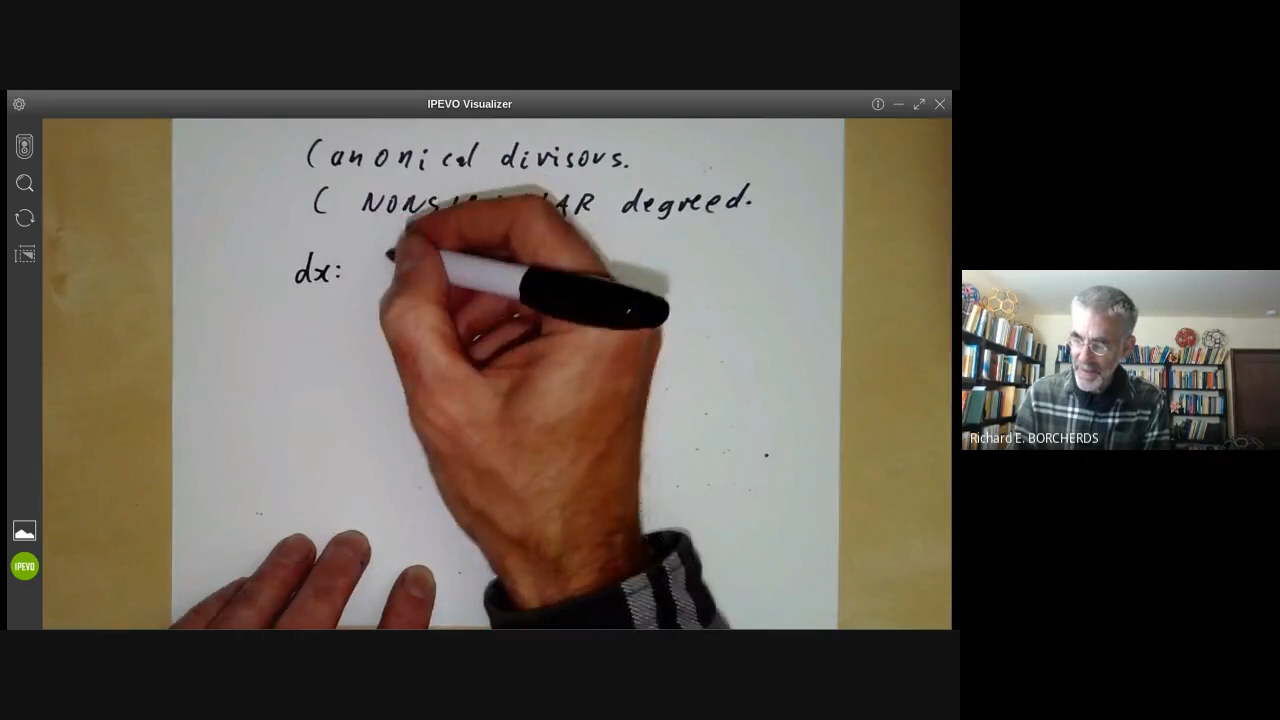 IPEVO Visualizer
Canonical divisors.
C degree d.
dx:
IPEVO
Richard E. BORCHERDS